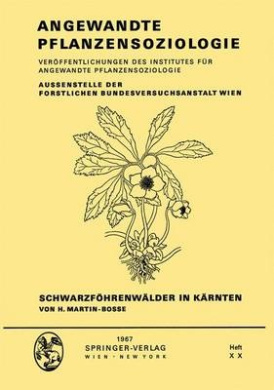 ANGEWANDTE
PFLANZENSOZIOLOGIE
VERÖFFENTLICHUNGEN DES INSTITUTES FÜR
ANGEWANDTE PFLANZENSOZIOLOGIE
AUSSENSTELLE DER
FORSTLICHEN BUNDESVERSUCHSANSTALT WIEN
SCHWARZFÖHRENWÄLDER IN KÄRNTEN
VON H. MARTIN-BOSSE
1967
SPRINGER-VERLAG
WIEN · NEW YORK
Heft
XX